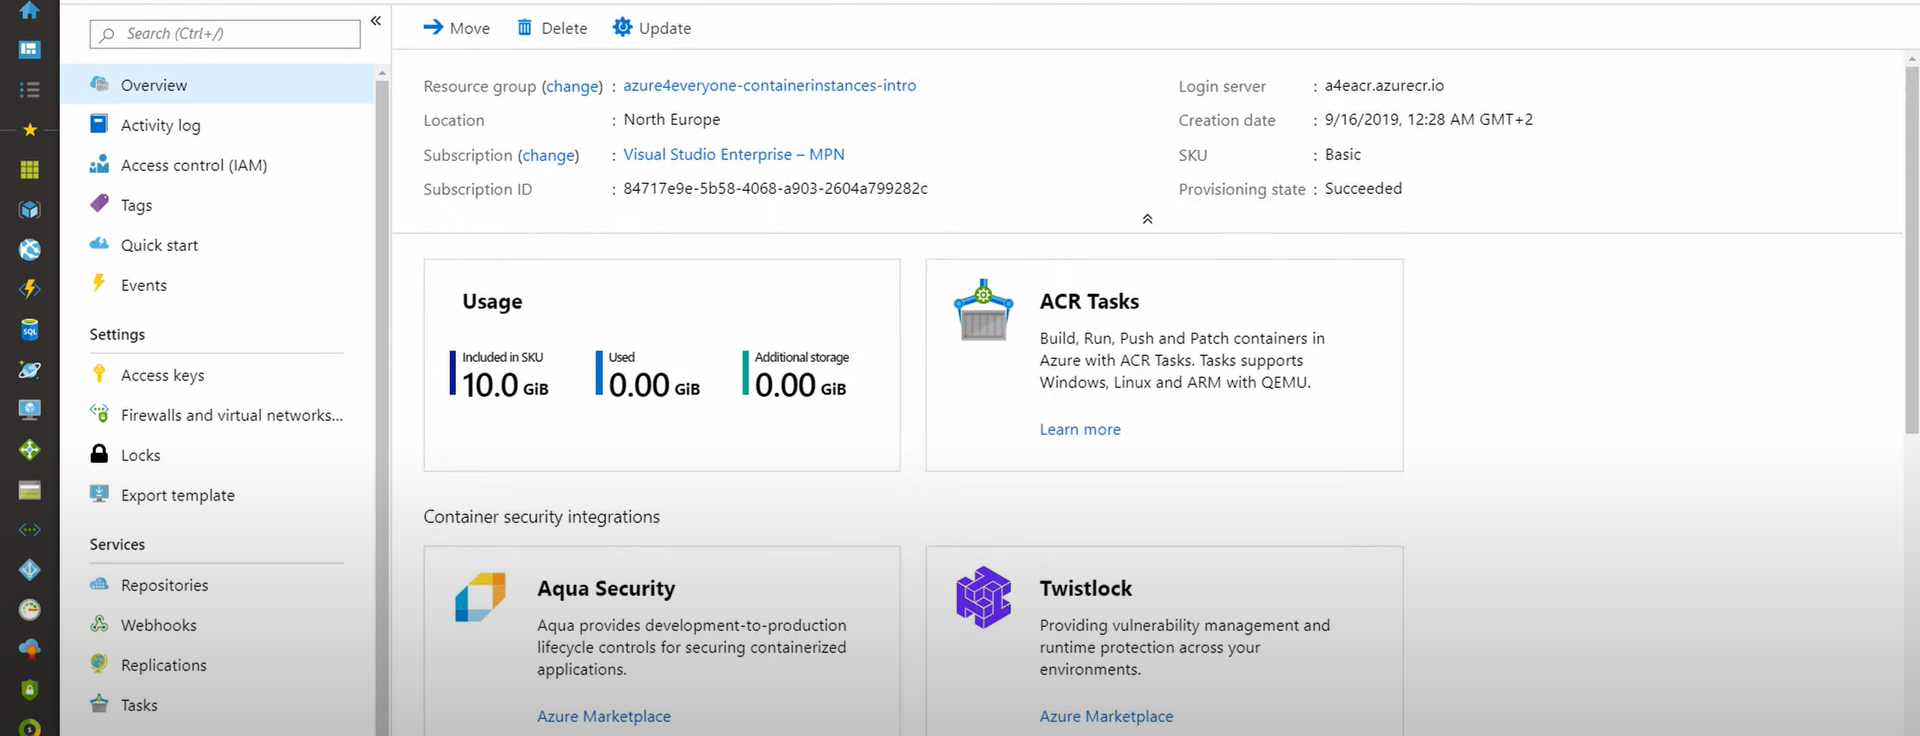 Search (Ctrl+/)
«
Overview
Activity log
Access control (IAM)
Tags
Quick start
Events
Settings
Access keys
Firewalls and virtual networks...
Locks
Export template
Services
Repositories
Webhooks
Replications
Tasks
SQL
Move Delete Update
Resource group (change) : azure4everyone-containerinstances-intro
Location : North Europe
Subscription (change) : Visual Studio Enterprise – MPN
Subscription ID : 84717e9e-5b58-4068-a903-2604a799282c
Login server : a4eacr.azurecr.io
Creation date : 9/16/2019, 12:28 AM GMT+2
SKU : Basic
Provisioning state : Succeeded
Usage
Included in SKU
10.0 GiB
Used
0.00 GiB
Additional storage
0.00 GiB
ACR Tasks
Build, Run, Push and Patch containers in
Azure with ACR Tasks. Tasks supports
Windows, Linux and ARM with QEMU.
Learn more
Container security integrations
Aqua Security
Aqua provides development-to-production
lifecycle controls for securing containerized
applications.
Azure Marketplace
Twistlock
Providing vulnerability management and
runtime protection across your
environments.
Azure Marketplace